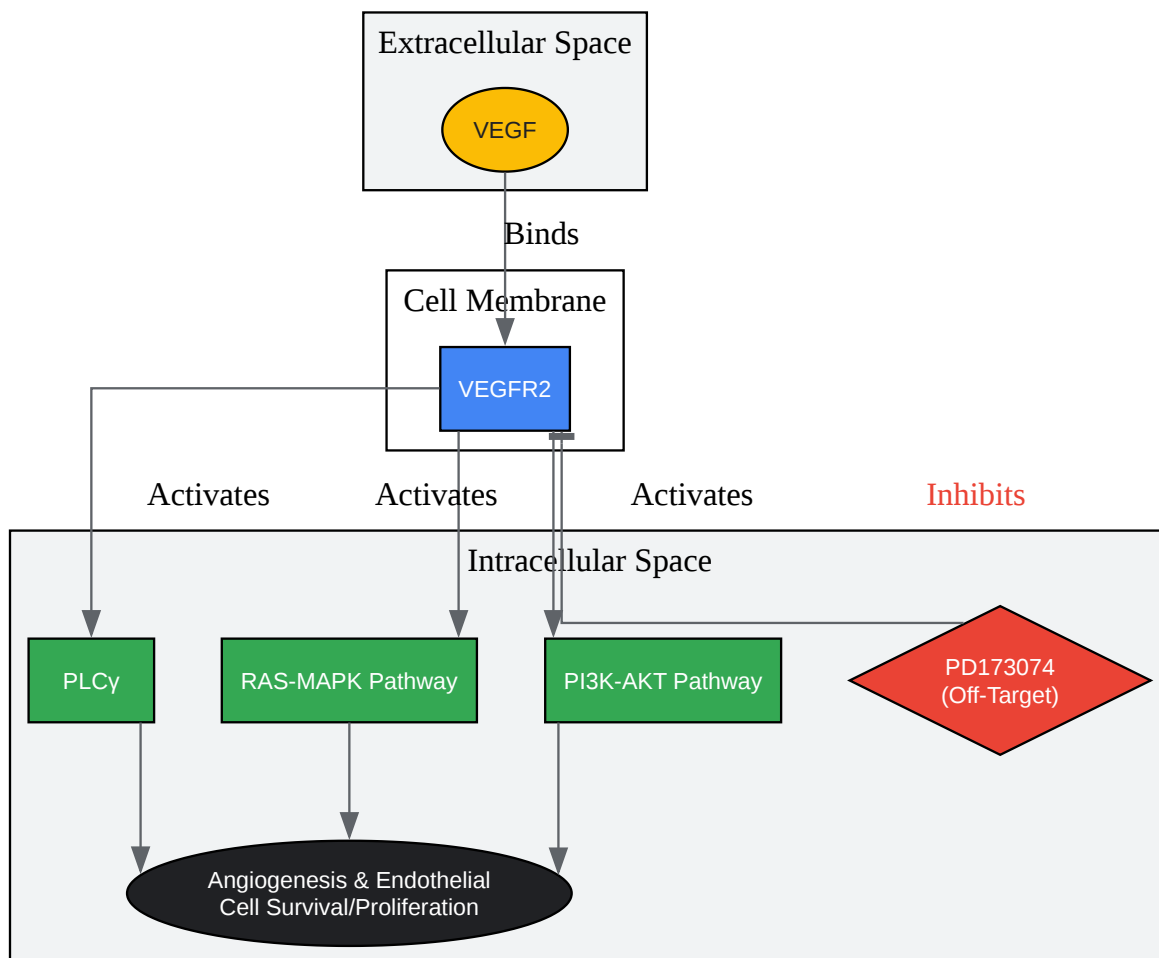 Extracellular Space
VEGF
Binds
Cell Membrane
VEGFR2
Activates
Activates
Activates
Inhibits
Intracellular Space
PLCγ
RAS-MAPK Pathway
PI3K-AKT Pathway
PD173074
(Off-Target)
Angiogenesis & Endothelial
Cell Survival/Proliferation